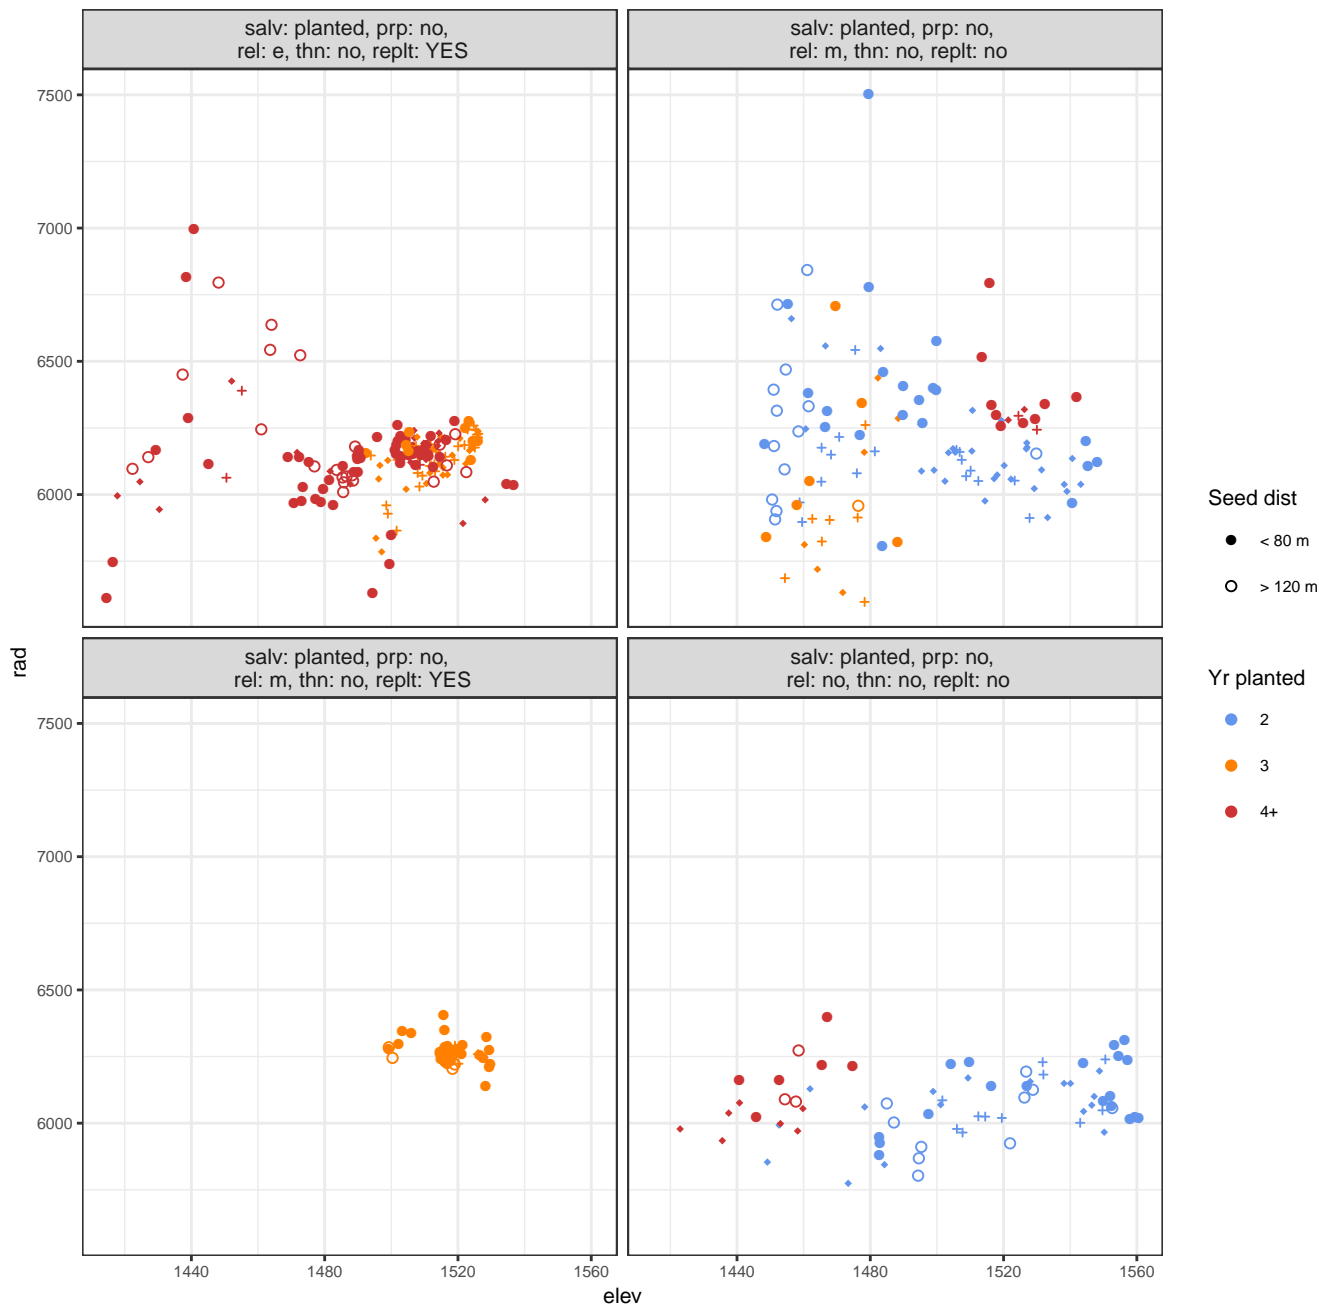 salv: planted, prp: no,
rel: e, thn: no, replt: YES
salv: planted, prp: no,
rel: m, thn: no, replt: no
7500
7000
6500
6000
salv: planted, prp: no,
rel: m, thn: no, replt: YES
salv: planted, prp: no,
rel: no, thn: no, replt: no
7500
7000
6500
6000
rad
1440
1480
1520
1560
1440
1480
1520
1560
elev
Seed dist
< 80 m
> 120 m
Yr planted
2
3
4+